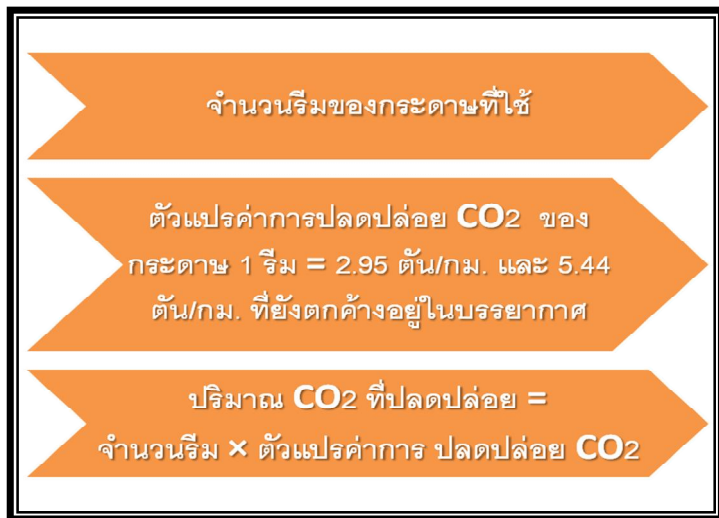 จำนวนรีมของกระดาษที่ใช้
ตัวแปรค่าการปลดปล่อย CO2 ของ
กระดาษ 1 รีม = 2.95 ตัน/กม. และ 5.44
ตัน/กม. ที่ยังตกค้างอยู่ในบรรยากาศ
ปริมาณ CO2 ที่ปลดปล่อย =
จำนวนรีม × ตัวแปรค่าการ ปลดปล่อย CO2